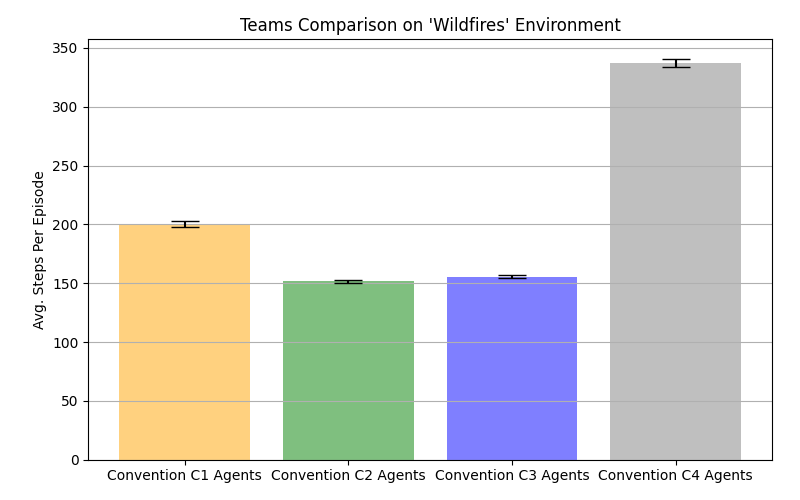 Teams Comparison on 'Wildfires' Environment
350
300
250
200
150
100
50
0
Avg. Steps Per Episode
Convention C1 Agents Convention C2 Agents Convention C3 Agents Convention C4 Agents